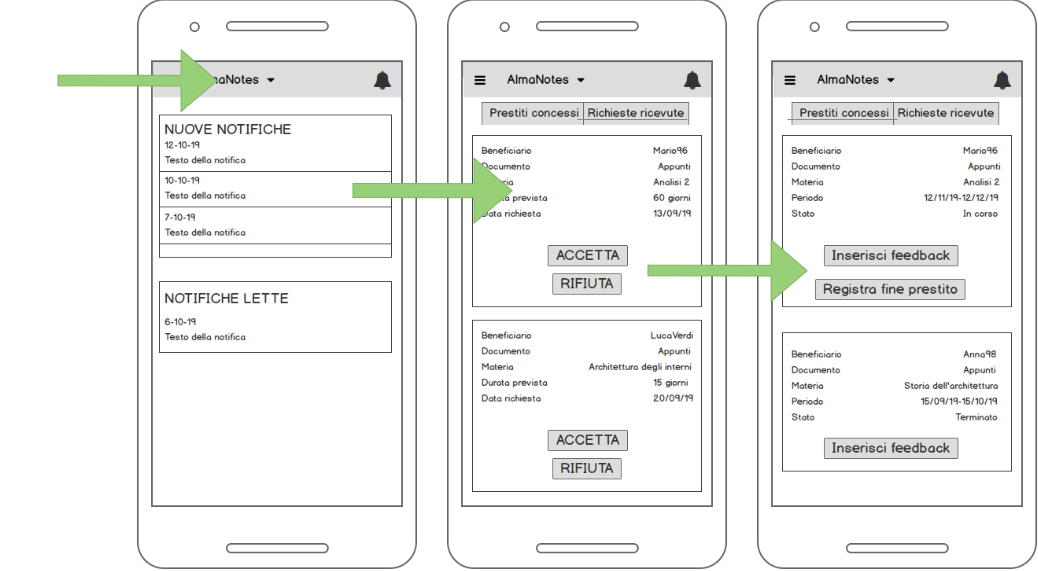 NUOVE NOTIFICHE
12-10-19
Testo della notifica
10-10-19
Testo della notifica
7-10-19
Testo della notifica
NOTIFICHE LETTE
6-10-19
Testo della notifica
AlmaNotes
Prestiti concessi Richieste ricevute
Beneficiario Mario96
Documento Appunti
Analisi 2
prevista 60 giorni
Data richiesta 13/09/19
ACCETTA
RIFIUTA
Beneficiario LucaVerdi
Documento Appunti
Materia Architettura degli interni
Durata prevista 15 giorni
Data richiesta 20/09/19
ACCETTA
RIFIUTA
AlmaNotes
Prestiti concessi Richieste ricevute
Beneficiario Mario96
Documento Appunti
Materia Analisi 2
Periodo 12/11/19-12/12/19
Stato In corso
Inserisci feedback
Registra fine prestito
Beneficiario Anna98
Documento Appunti
Materia Storia dell'architettura
Periodo 15/09/19-15/10/19
Stato Terminato
Inserisci feedback